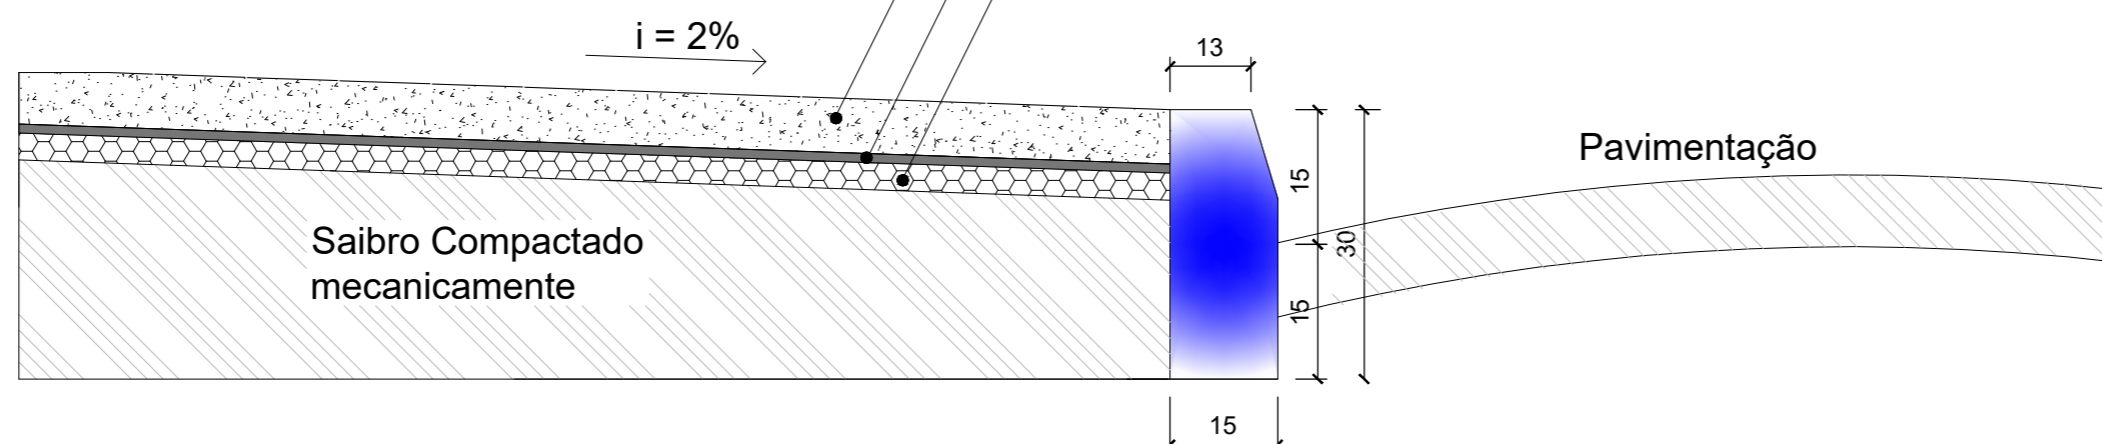 i = 2%
13
Pavimentação
15
30
Saibro Compactado
mecanicamente
15
15